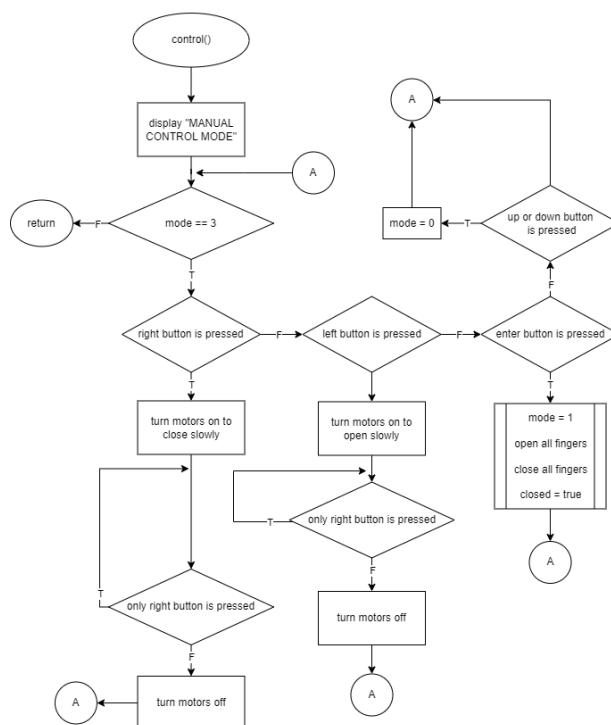 control()
display "MANUAL
CONTROL MODE"
A
A
return
F
mode == 3
mode = 0
T
up or down button
is pressed
T
F
right button is pressed
F
left button is pressed
F
enter button is pressed
T
T
turn motors on to
close slowly
turn motors on to
open slowly
mode = 1
open all fingers
close all fingers
closed = true
only right button is pressed
T
F
A
T
only right button is pressed
turn motors off
F
A
turn motors off
A